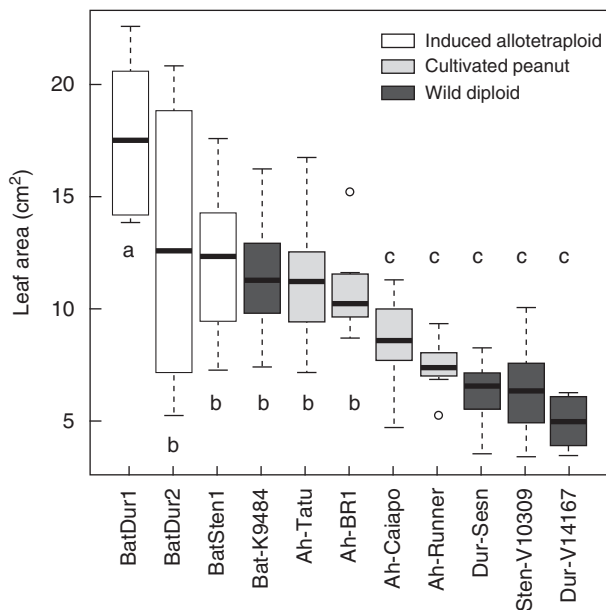 Induced allotetraploid
Cultivated peanut
Wild diploid
Leaf area (cm²)
20
15
10
5
a
b
b
b
b
b
c
c
c
c
c
BatDur1
BatDur2
BatSten1
Bat-K9484
Ah-Tatu
Ah-BR1
Ah-Caiapo
Ah-Runner
Dur-Sesn
Sten-V10309
Dur-V14167